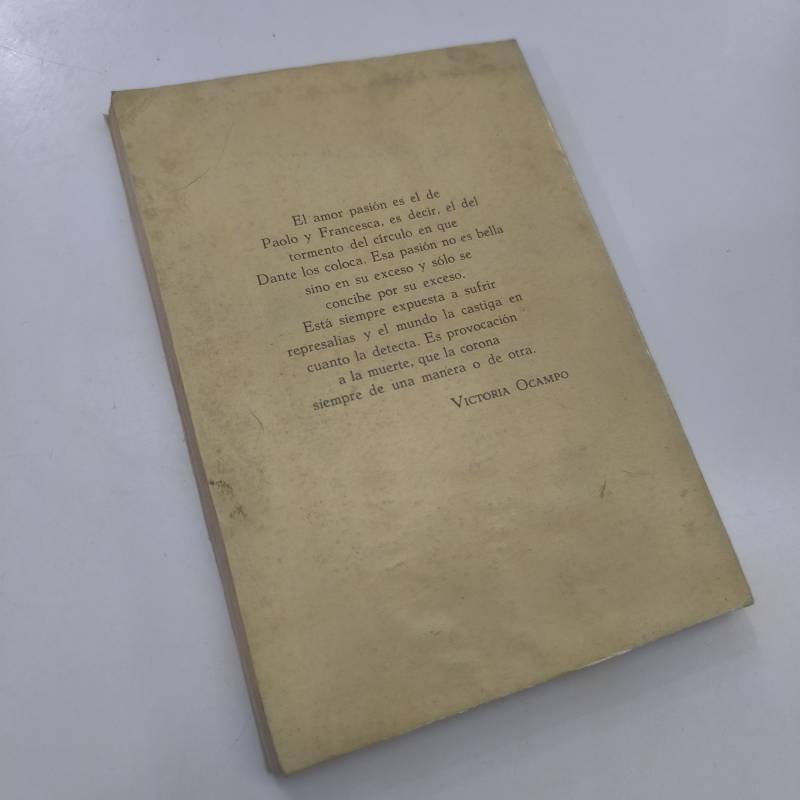 El amor pasión es el de
Paolo y Francesca, es decir, el del
tormento del círculo en que
Dante los coloca. Esa pasión no es bella
sino en su exceso y sólo se
concibe por su exceso.
Está siempre expuesta a sufrir
represalias y el mundo la castiga en
cuanto la detecta. Es provocación
a la muerte, que la corona
siempre de una manera o de otra.
VICTORIA OCAMPO